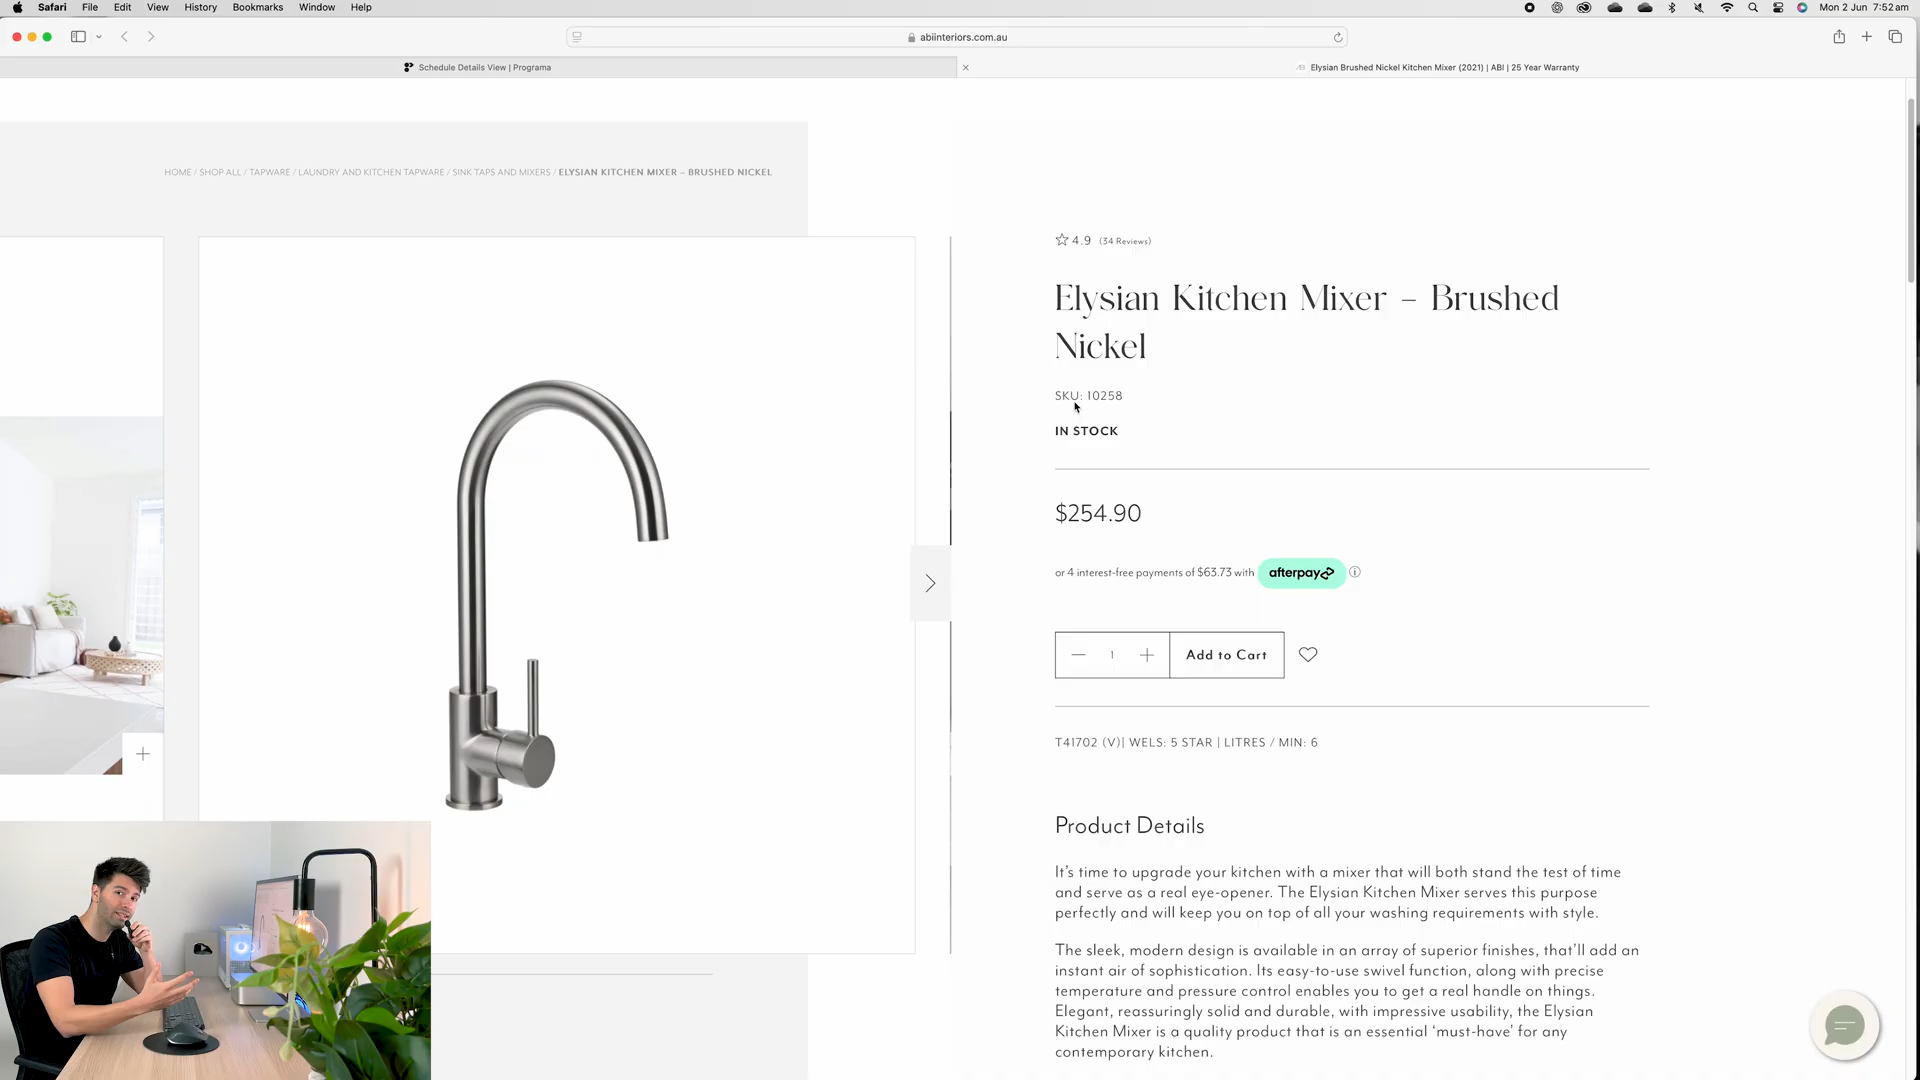 Safari File Edit View History Bookmarks Window Help Mon 2 Jun 7:52 am
abiinteriors.com.au
Schedule Details View | Programa
Elysian Brushed Nickel Kitchen Mixer (2021) | ABI | 25 Year Warranty
HOME / SHOP ALL / TAPWARE / LAUNDRY AND KITCHEN TAPWARE / SINK TAPS AND MIXERS / ELYSIAN KITCHEN MIXER – BRUSHED NICKEL
4.9 (34 Reviews)
Elysian Kitchen Mixer – Brushed
Nickel
SKU: 10258
IN STOCK
$254.90
or 4 interest-free payments of $63.73 with afterpay
1 Add to Cart
T41702 (V)| WELS: 5 STAR | LITRES / MIN: 6
Product Details
It's time to upgrade your kitchen with a mixer that will both stand the test of time
and serve as a real eye-opener. The Elysian Kitchen Mixer serves this purpose
perfectly and will keep you on top of all your washing requirements with style.
The sleek, modern design is available in an array of superior finishes, that'll add an
instant air of sophistication. Its easy-to-use swivel function, along with precise
temperature and pressure control enables you to get a real handle on things.
Elegant, reassuringly solid and durable, with impressive usability, the Elysian
Kitchen Mixer is a quality product that is an essential 'must-have' for any
contemporary kitchen.